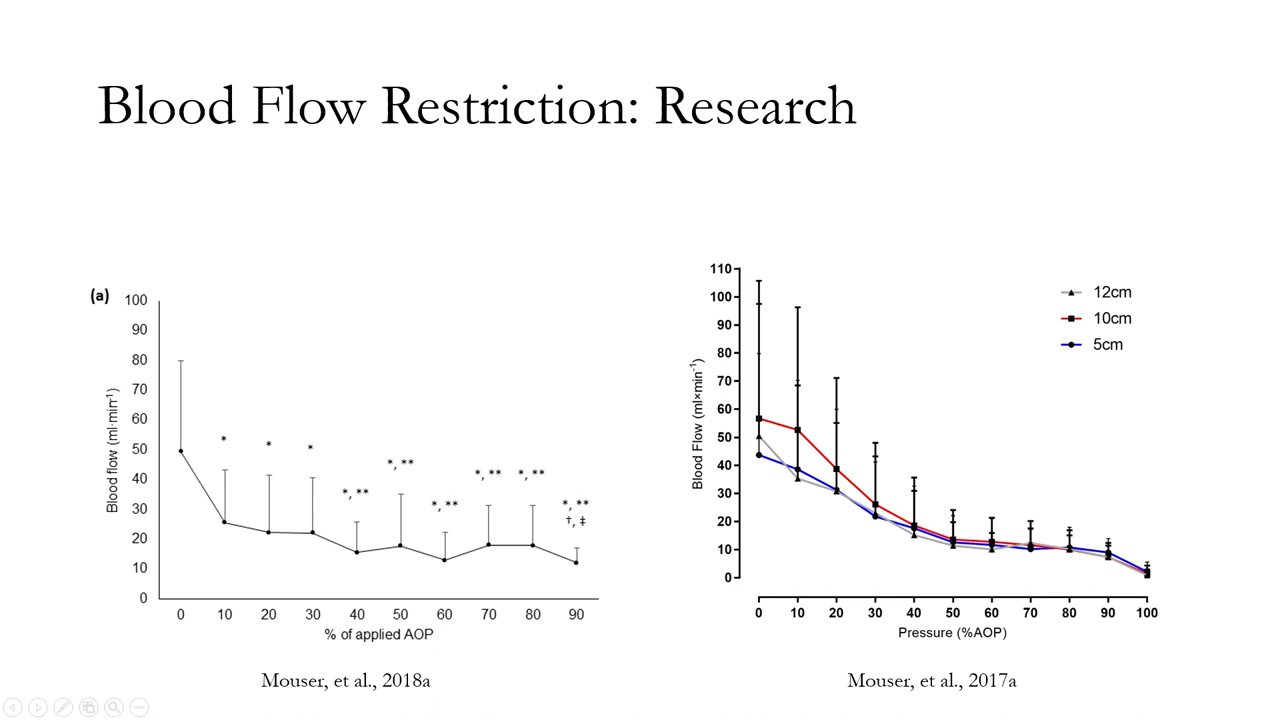 Blood Flow Restriction: Research
(a)
100
90
80
70
60
50
40
30
20
10
0
Blood flow (ml·min⁻¹)
*
*
*
*, **
*, **
*, **
*, **
*, **
*, **
†, ‡
0 10 20 30 40 50 60 70 80 90
% of applied AOP
Mouser, et al., 2018a
110
100
90
80
70
60
50
40
30
20
10
0
Blood Flow (ml×min⁻¹)
12cm
10cm
5cm
0 10 20 30 40 50 60 70 80 90 100
Pressure (%AOP)
Mouser, et al., 2017a